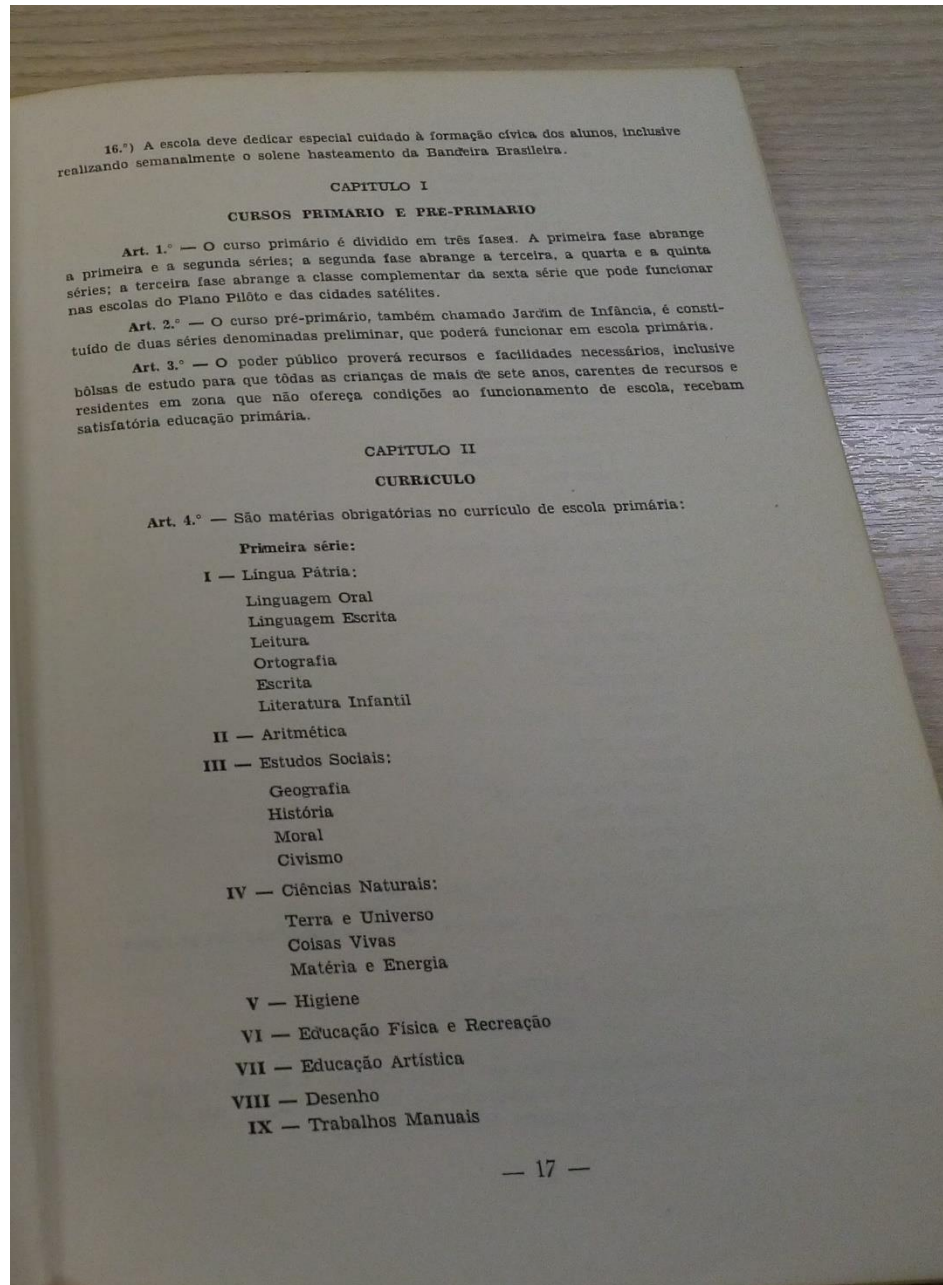 16.°) A escola deve dedicar especial cuidado à formação cívica dos alunos, inclusive
realizando semanalmente o solene hasteamento da Bandeira Brasileira.
CAPITULO I
CURSOS PRIMARIO E PRE-PRIMARIO
Art. 1.° — O curso primário é dividido em três fases. A primeira fase abrange
a primeira e a segunda séries; a segunda fase abrange a terceira, a quarta e a quinta
séries; a terceira fase abrange a classe complementar da sexta série que pode funcionar
nas escolas do Plano Pilôto e das cidades satélites.
Art. 2.° — O curso pré-primário, também chamado Jardim de Infância, é consti-
tuído de duas séries denominadas preliminar, que poderá funcionar em escola primária.
Art. 3.° — O poder público proverá recursos e facilidades necessários, inclusive
bôlsas de estudo para que tôdas as crianças de mais de sete anos, carentes de recursos e
residentes em zona que não ofereça condições ao funcionamento de escola, recebam
satisfatória educação primária.
CAPITULO II
CURRICULO
Art. 4.° — São matérias obrigatórias no currículo de escola primária:
Primeira série:
I — Língua Pátria:
Linguagem Oral
Linguagem Escrita
Leitura
Ortografia
Escrita
Literatura Infantil
II — Aritmética
III — Estudos Sociais:
Geografia
História
Moral
Civismo
IV — Ciências Naturais:
Terra e Universo
Coisas Vivas
Matéria e Energia
V — Higiene
VI — Educação Física e Recreação
VII — Educação Artística
VIII — Desenho
IX — Trabalhos Manuais
— 17 —